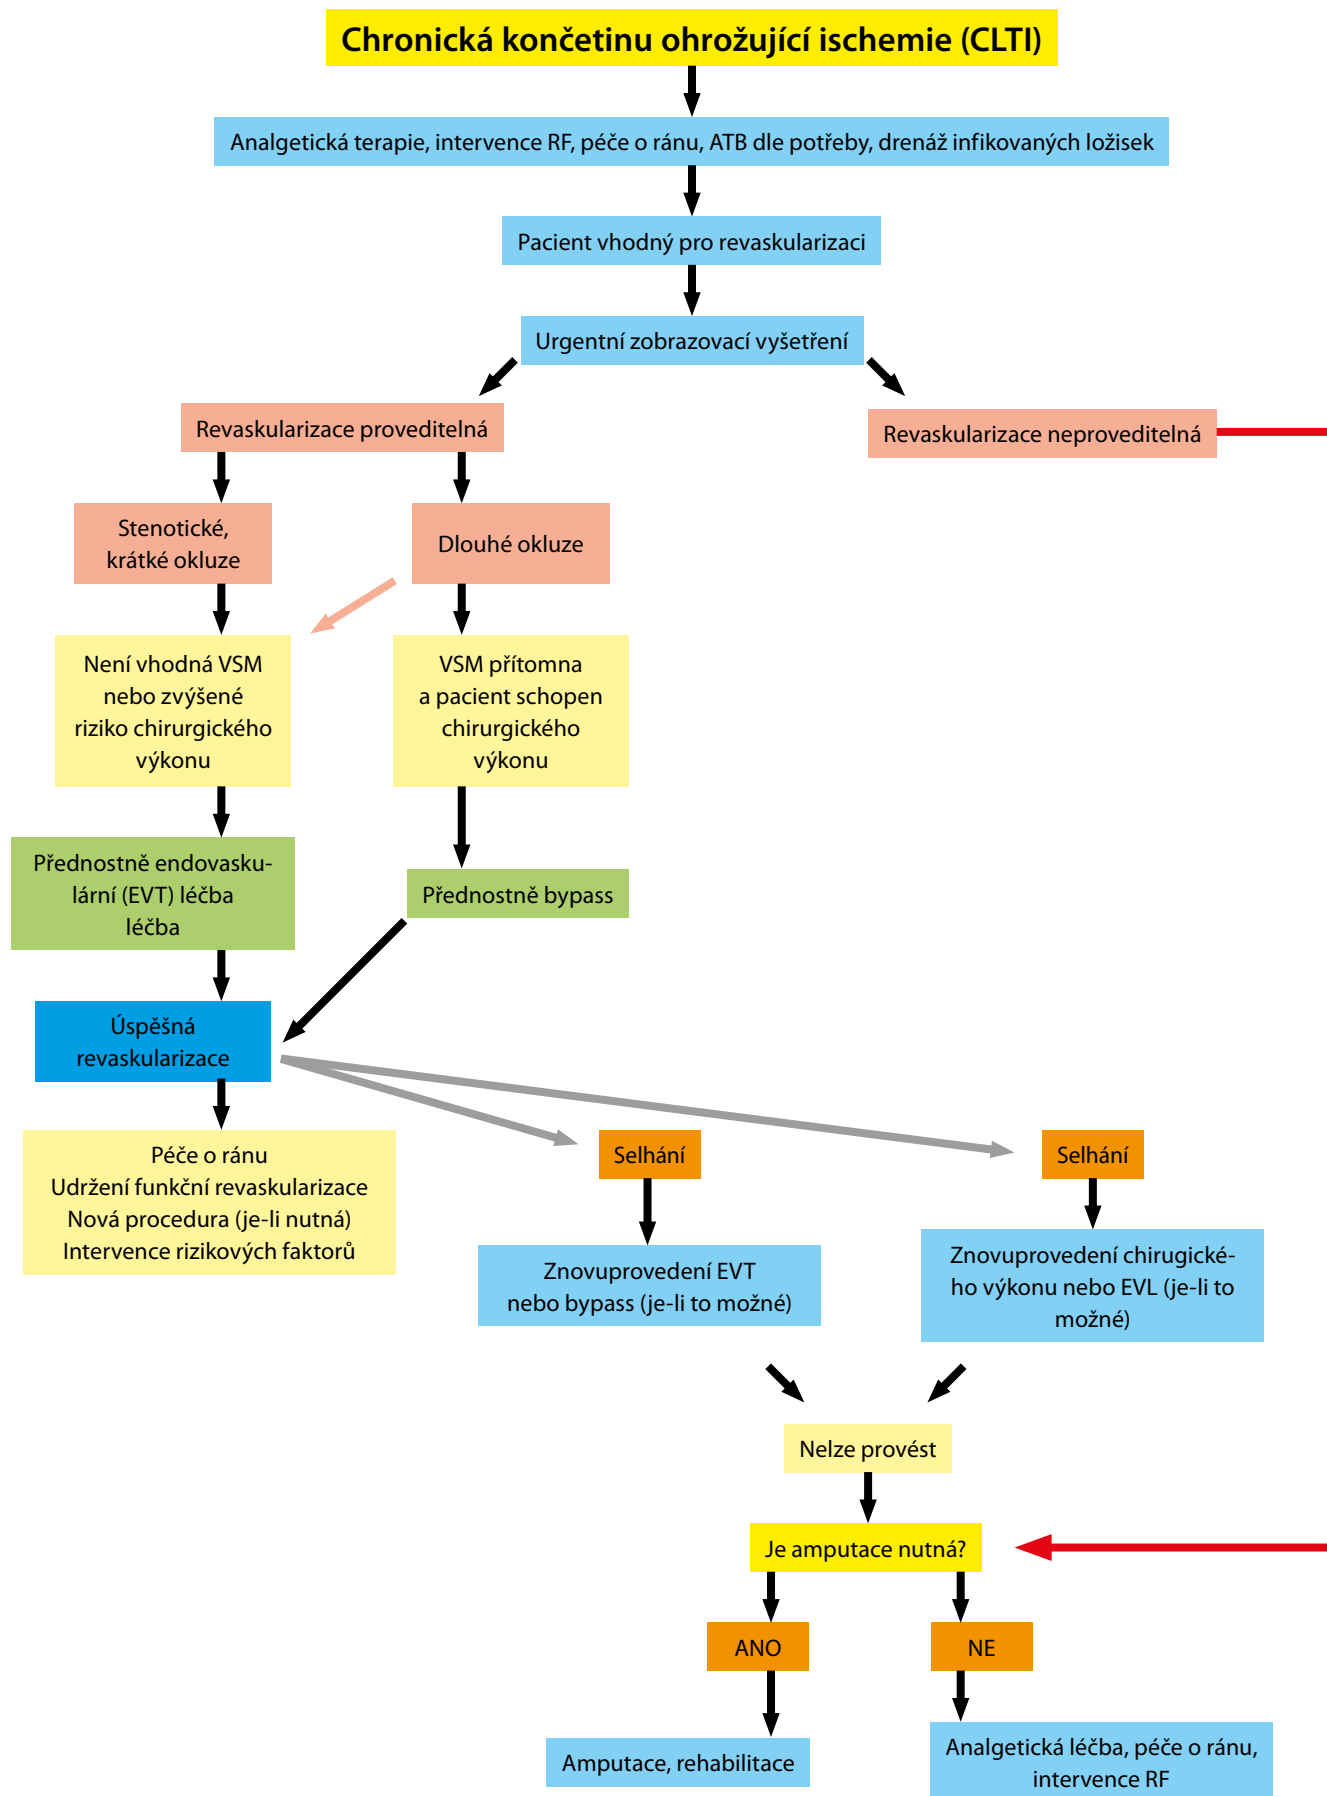 Chronická končetinu ohrožující ischemie (CLTI)
Analgetická terapie, intervence RF, péče o ránu, ATB dle potřeby, drenáž infikovaných ložisek
Pacient vhodný pro revaskularizaci
Urgentní zobrazovací vyšetření
Revaskularizace proveditelná
Revaskularizace neproveditelná
Stenotické,
krátké okluze
Dlouhé okluze
Není vhodná VSM
nebo zvýšené
riziko chirurgického
výkonu
VSM přítomna
a pacient schopen
chirurgického
výkonu
Přednostně endovasku-
lární (EVT) léčba
léčba
Přednostně bypass
Úspěšná
revaskularizace
Péče o ránu
Udržení funkční revaskularizace
Nová procedura (je-li nutná)
Intervence rizikových faktorů
Selhání
Selhání
Znovuprovedení EVT
nebo bypass (je-li to možné)
Znovuprovedení chirugické-
ho výkonu nebo EVL (je-li to
možné)
Nelze provést
Je amputace nutná?
ANO
NE
Amputace, rehabilitace
Analgetická léčba, péče o ránu,
intervence RF